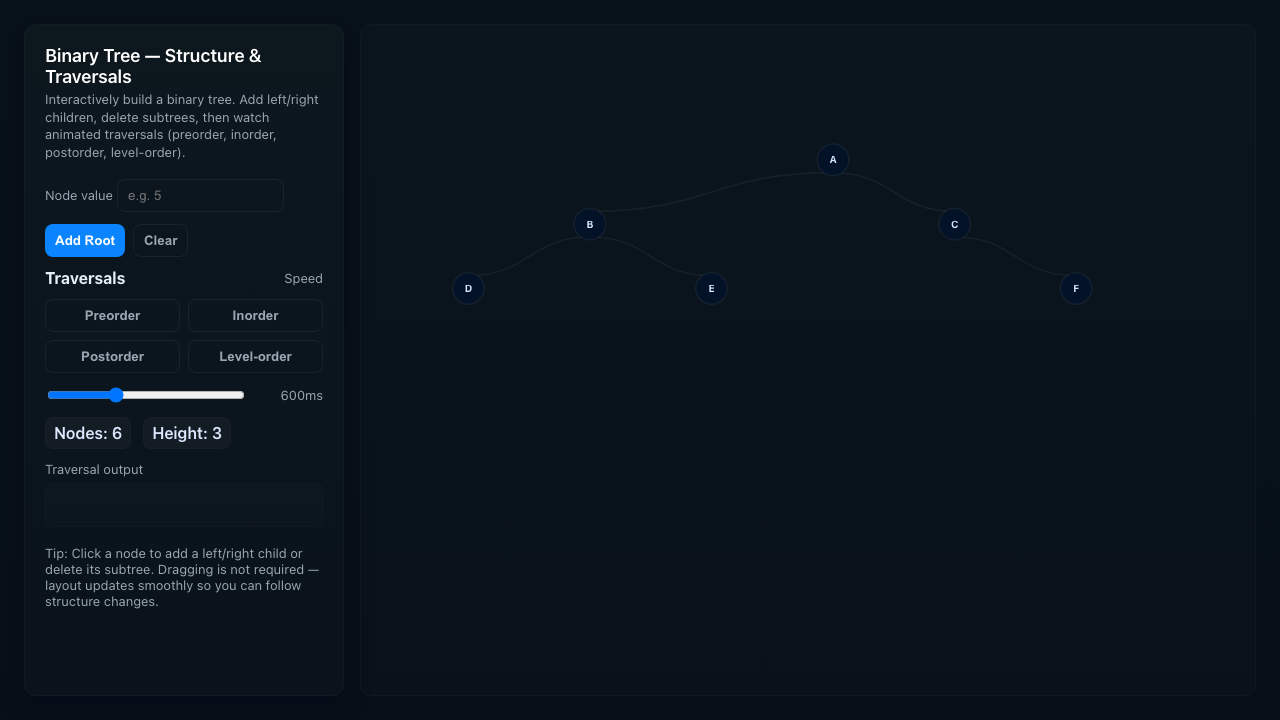 Binary Tree — Structure &
Traversals
Interactively build a binary tree. Add left/right
children, delete subtrees, then watch
animated traversals (preorder, inorder,
postorder, level-order).
Node value e.g. 5
Add Root Clear
Traversals Speed
Preorder Inorder
Postorder Level-order
600ms
Nodes: 6 Height: 3
Traversal output
Tip: Click a node to add a left/right child or
delete its subtree. Dragging is not required —
layout updates smoothly so you can follow
structure changes.
A
B C
D E F